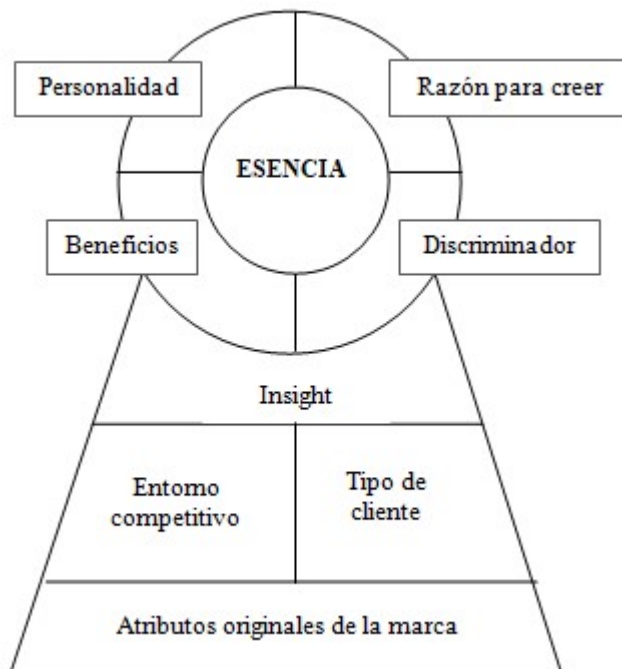 Personalidad
Razón para creer
ESENCIA
Beneficios
Discriminador
Insight
Entorno
competitivo
Tipo de
cliente
Atributos originales de la marca